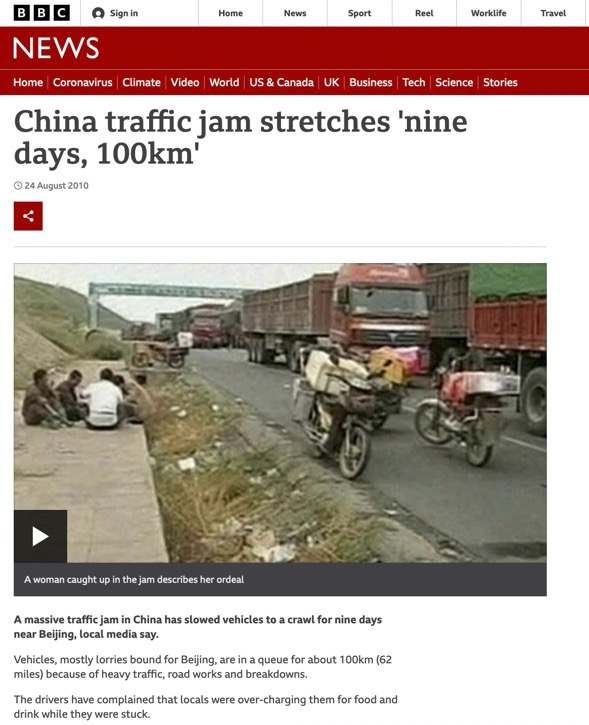 BBC Sign in Home News Sport Reel Worklife Travel
NEWS
Home Coronavirus Climate Video World US & Canada UK Business Tech Science Stories
China traffic jam stretches 'nine
days, 100km'
24 August 2010
A woman caught up in the jam describes her ordeal
A massive traffic jam in China has slowed vehicles to a crawl for nine days
near Beijing, local media say.
Vehicles, mostly lorries bound for Beijing, are in a queue for about 100km (62
miles) because of heavy traffic, road works and breakdowns.
The drivers have complained that locals were over-charging them for food and
drink while they were stuck.